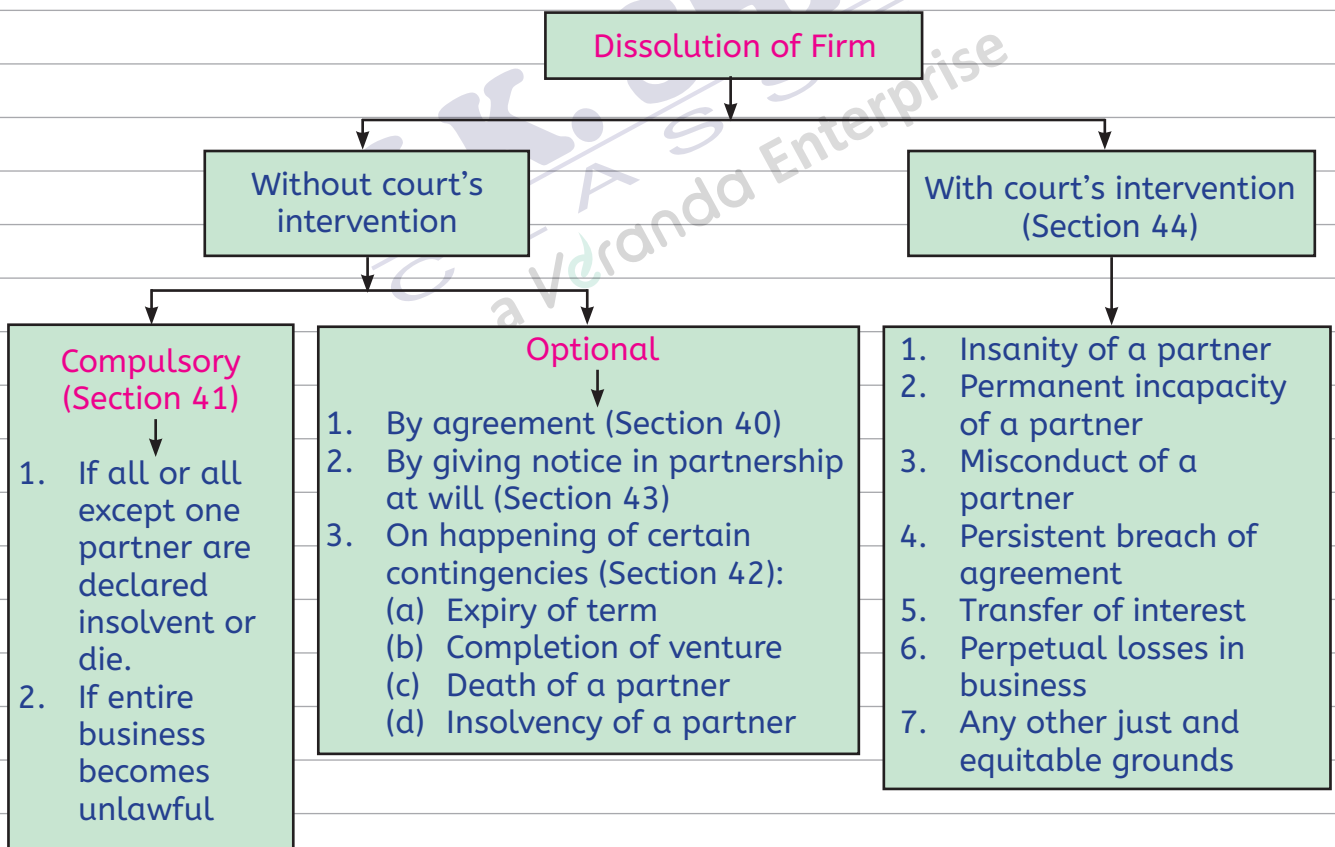 Dissolution of Firm
Without court's
intervention
With court's intervention
(Section 44)
Compulsory
(Section 41)
1. If all or all
except one
partner are
declared
insolvent or
die.
2. If entire
business
becomes
unlawful
Optional
1. By agreement (Section 40)
2. By giving notice in partnership
at will (Section 43)
3. On happening of certain
contingencies (Section 42):
(a) Expiry of term
(b) Completion of venture
(c) Death of a partner
(d) Insolvency of a partner
1. Insanity of a partner
2. Permanent incapacity
of a partner
3. Misconduct of a
partner
4. Persistent breach of
agreement
5. Transfer of interest
6. Perpetual losses in
business
7. Any other just and
equitable grounds
a Veranda Enterprise